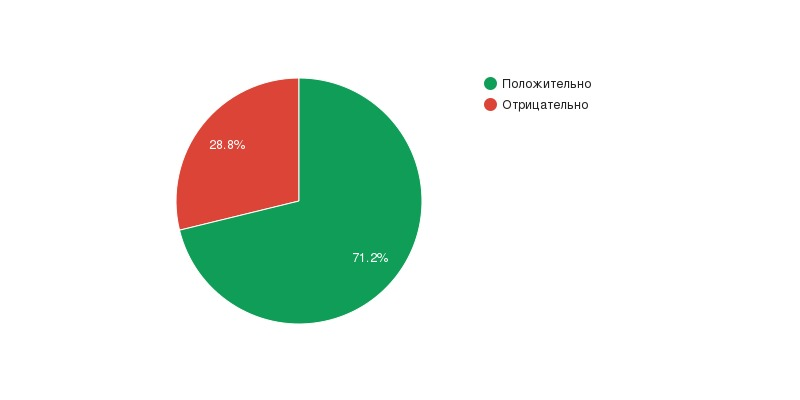 Положительно
Отрицательно
28.8%
71.2%